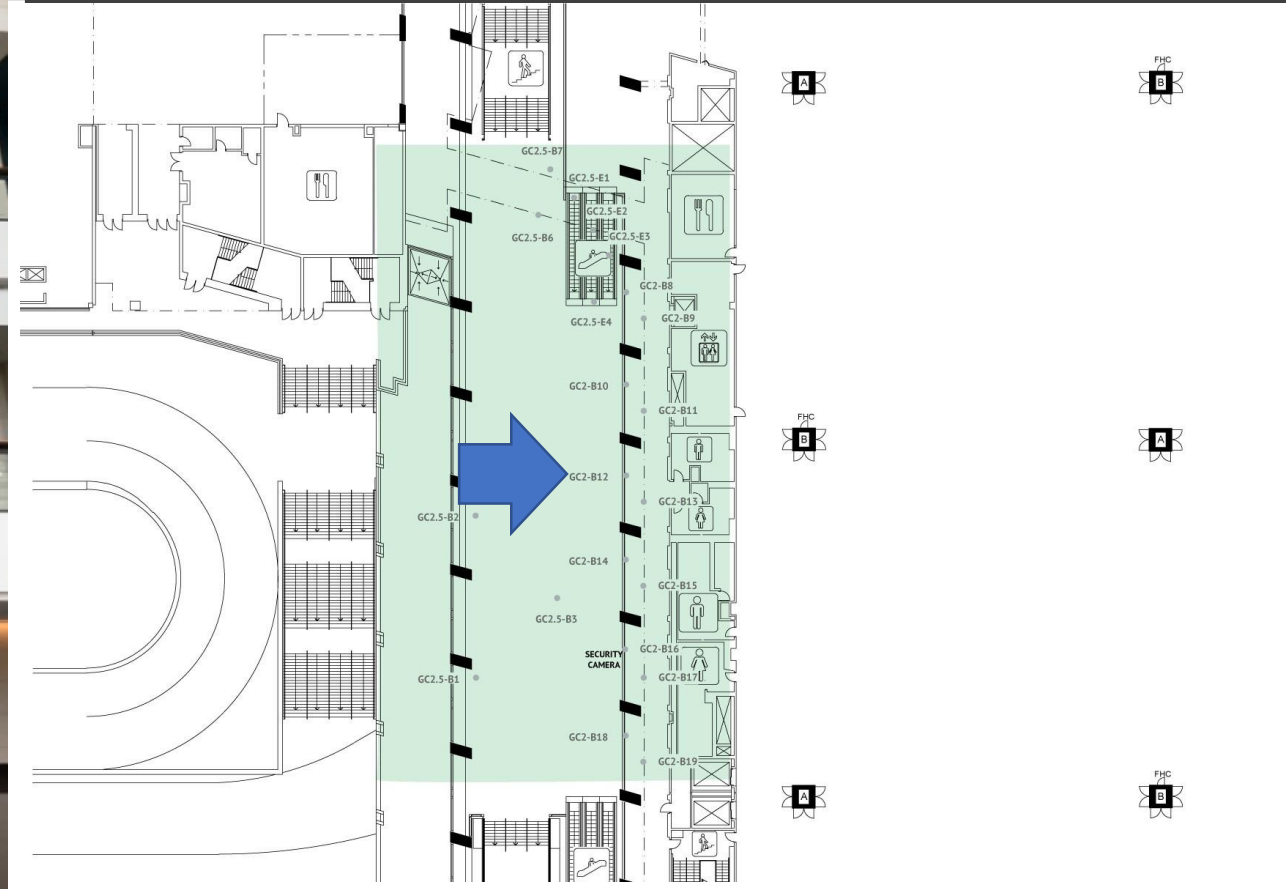 FHC
A
B
GC2.5-B7
GC2.5-E1
GC2.5-E2
GC2.5-B6
GC2.5-E3
GC2-B8
GC2.5-E4
GC2-B9
GC2-B10
GC2-B11
FHC
B
A
GC2-B12
GC2-B13
GC2.5-B2
GC2-B14
GC2-B15
GC2.5-B3
SECURITY
CAMERA
GC2-B16
GC2.5-B1
GC2-B17
GC2-B18
GC2-B19
FHC
A
B